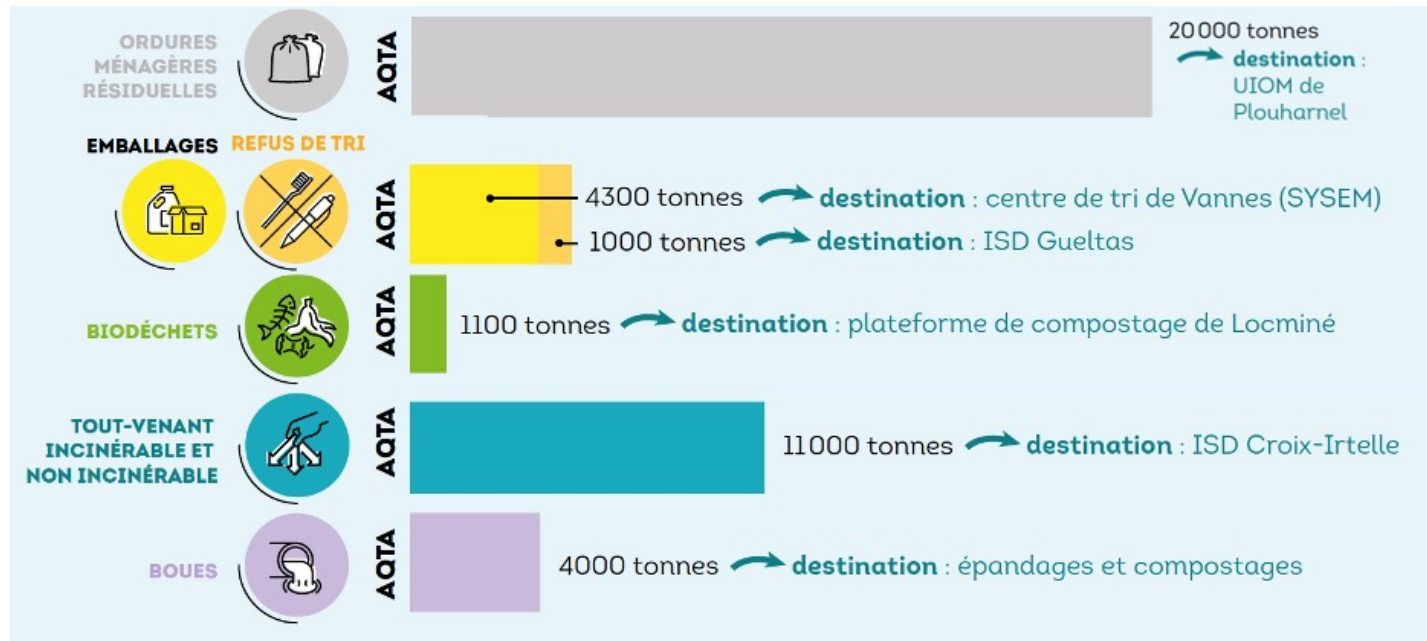 ORDURES
MÉNAGÈRES
RÉSIDUELLES
AQTA
20000 tonnes
destination :
UIOM de
Plouharnel
EMBALLAGES REFUS DE TRI
AQTA
4300 tonnes destination : centre de tri de Vannes (SYSEM)
1000 tonnes destination : ISD Gueltas
BIODÉCHETS
AQTA
1100 tonnes destination : plateforme de compostage de Locminé
TOUT-VENANT
INCINÉRABLE ET
NON INCINÉRABLE
AQTA
11000 tonnes destination : ISD Croix-Irtelle
BOUES
AQTA
4000 tonnes destination : épandages et compostages